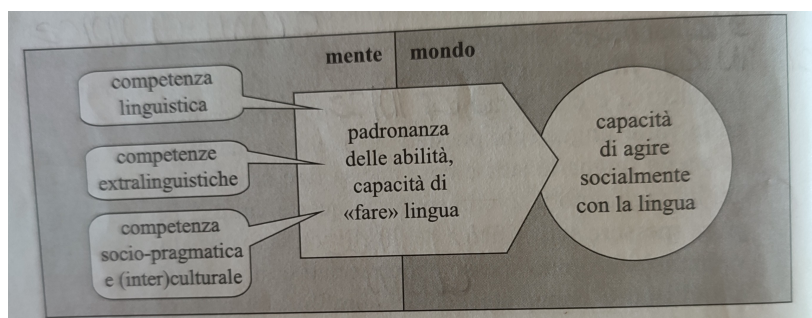 mente
mondo
competenza
linguistica
competenze
extralinguistiche
competenza
socio-pragmatica
e (inter)culturale
padronanza
delle abilità,
capacità di
«fare» lingua
capacità
di agire
socialmente
con la lingua